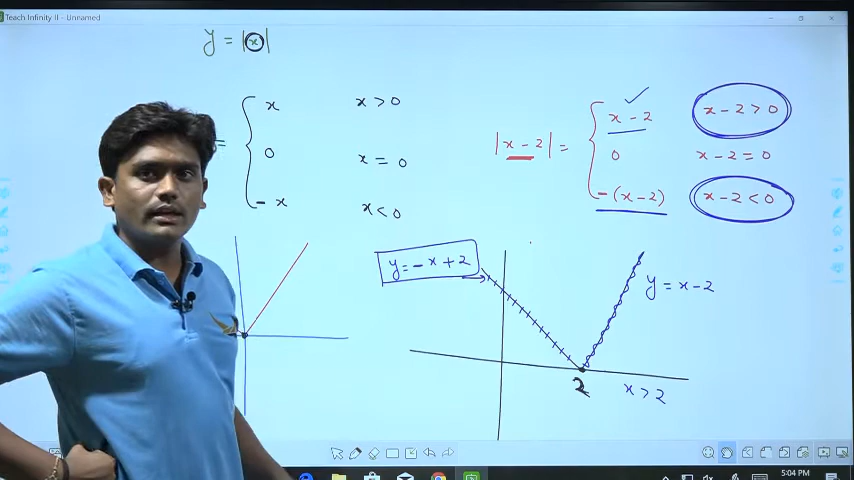 Teach Infinity II - Unnamed
y = |x|
= { x x > 0
0 x = 0
- x x < 0
|x - 2| = { x - 2 x - 2 > 0
0 x - 2 = 0
- (x - 2) x - 2 < 0
y = - x + 2
y = x - 2
2
x > 2
5:04 PM